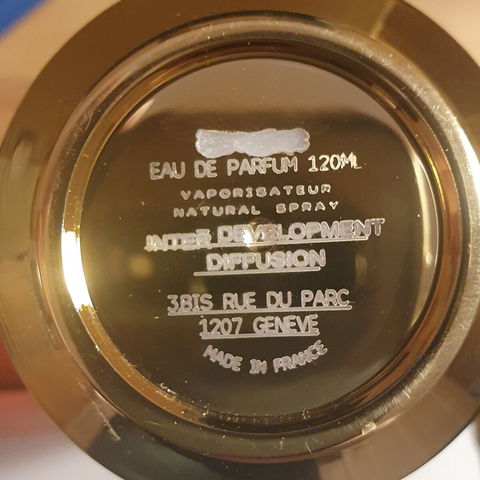 EAU DE PARFUM 120ML
VAPORISATEUR
NATURAL SPRAY
INTER DEVELOPMENT
DIFFUSION
3BIS RUE DU PARC
1207 GENEVE
MADE IN FRANCE